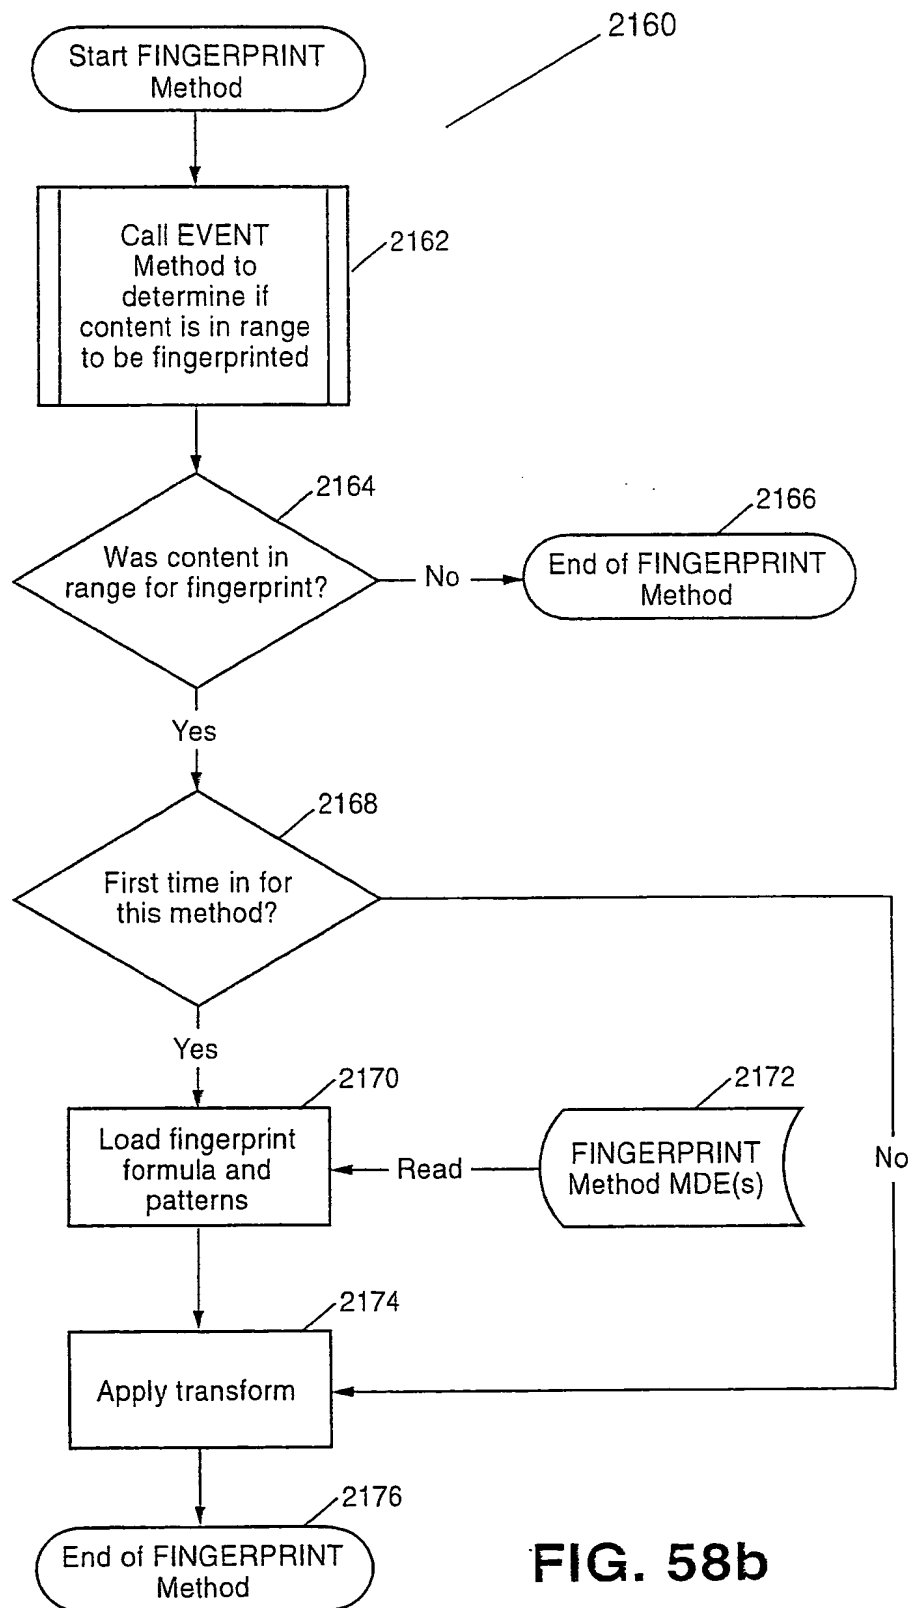 2160
Start FINGERPRINT
Method
Call EVENT
Method to
determine if
content is in range
to be fingerprinted
2162
2164
Was content in
range for fingerprint?
No
2166
End of FINGERPRINT
Method
Yes
2168
First time in for
this method?
No
Yes
2170
Load fingerprint
formula and
patterns
Read
2172
FINGERPRINT
Method MDE(s)
2174
Apply transform
2176
End of FINGERPRINT
Method
FIG. 58b